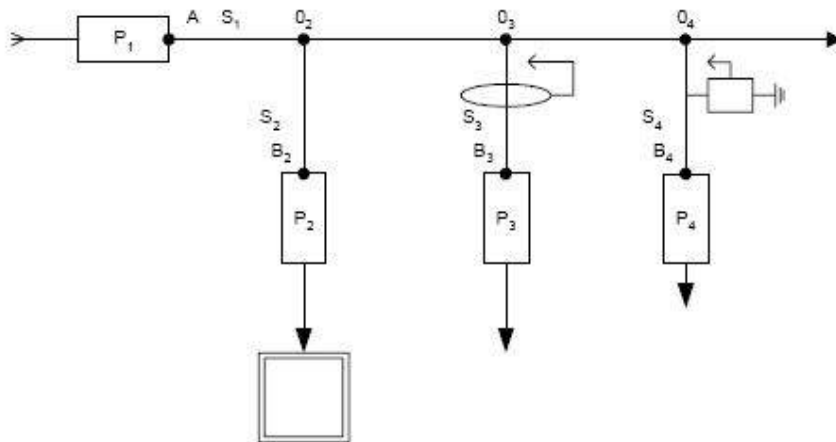 A S₁ 0₂ 0₃ 0₄
P₁
S₂ S₃ S₄
B₂ B₃ B₄
P₂ P₃ P₄